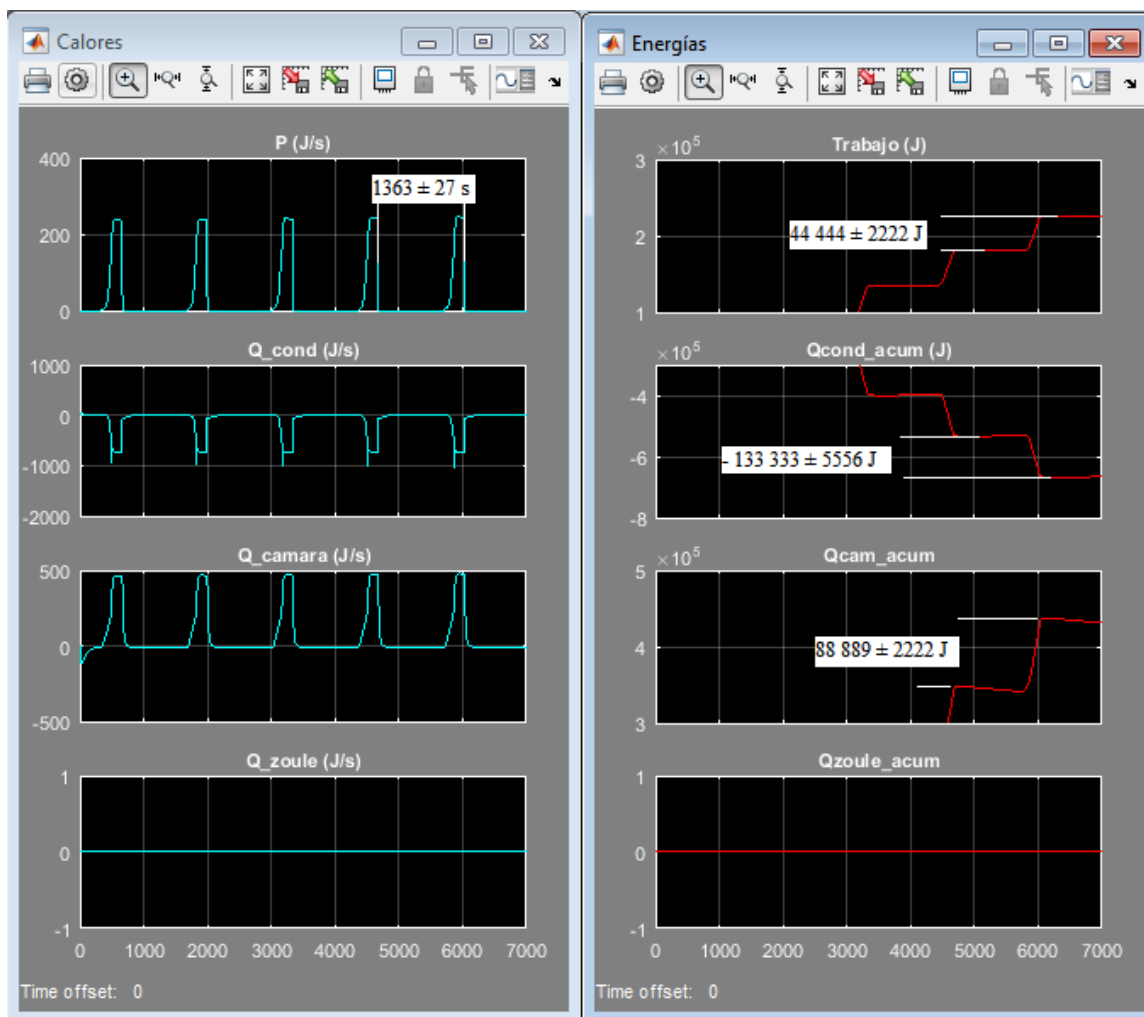 Calores
P (J/s)
400
200
0
1363 ± 27 s
Q_cond (J/s)
1000
0
-1000
-2000
Q_camara (J/s)
500
0
-500
Q_zoule (J/s)
1
0
-1
0 1000 2000 3000 4000 5000 6000 7000
Time offset: 0
Energías
Trabajo (J)
×10^5
3
2
1
44 444 ± 2222 J
Qcond_acum (J)
×10^5
-4
-6
-8
- 133 333 ± 5556 J
Qcam_acum
×10^5
5
4
3
88 889 ± 2222 J
Qzoule_acum
1
0
-1
0 1000 2000 3000 4000 5000 6000 7000
Time offset: 0